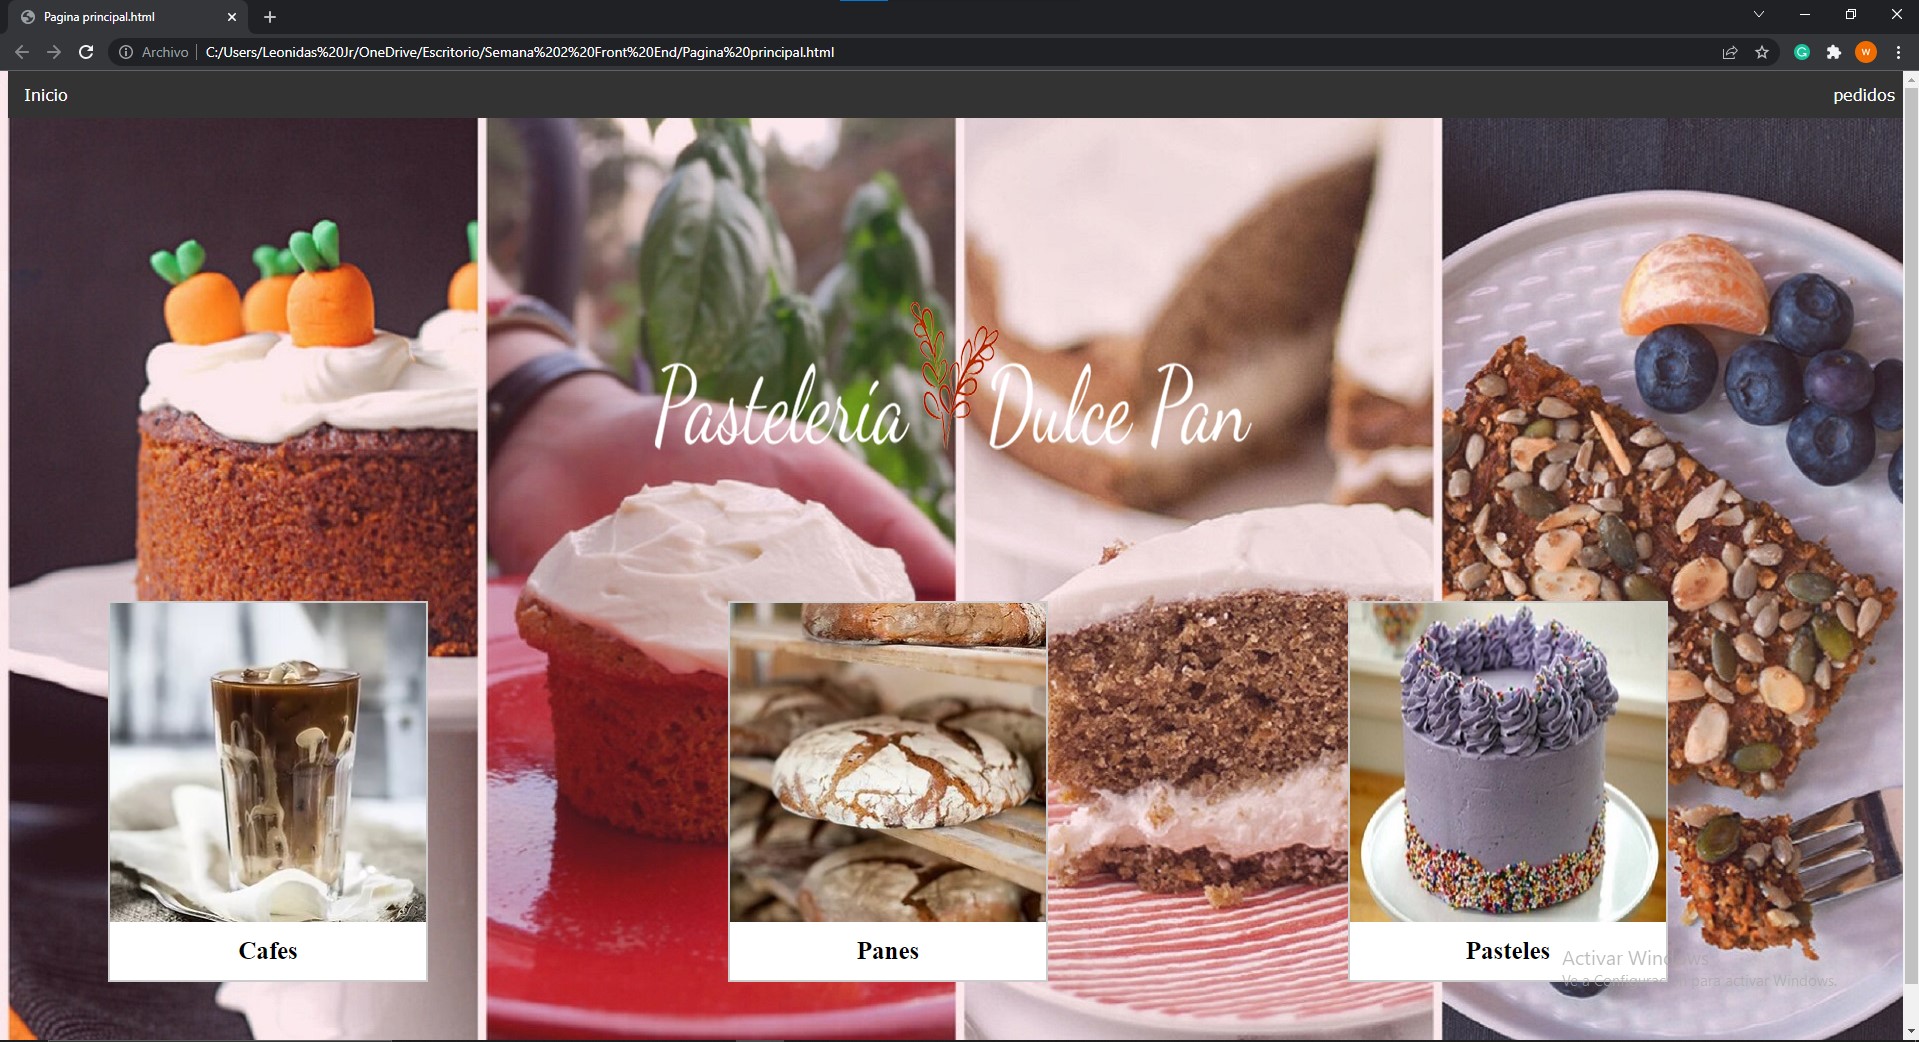 Pagina principal.html
Archivo
C:/Users/Leonidas%20Jr/OneDrive/Escritorio/Semana%202%20Front%20End/Pagina%20principal.html
W
Inicio
pedidos
Pastelería Dulce Pan
Cafes
Panes
Pasteles
Activar Windows
Ve a Configuración para activar Windows.